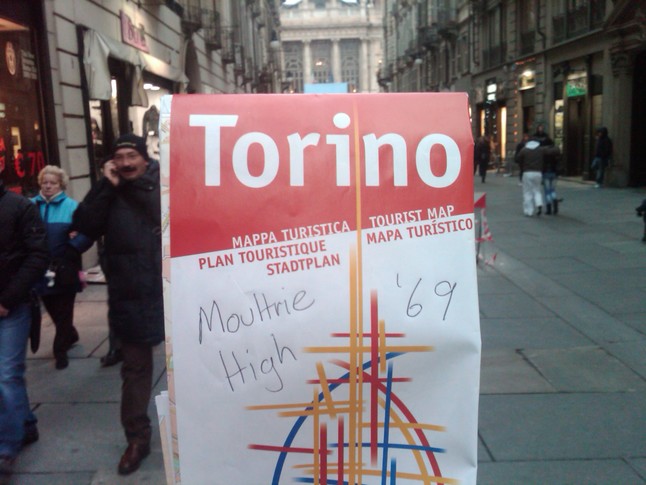 Torino
MAPPA TURISTICA
TOURIST MAP
PLAN TOURISTIQUE
MAPA TURÍSTICO
STADTPLAN
Moultrie '69
High